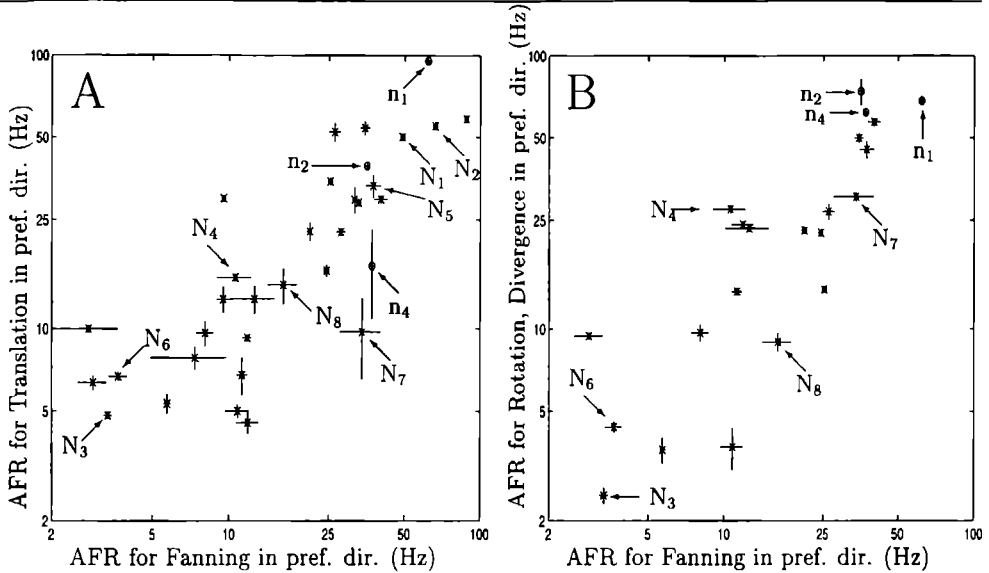 A
AFR for Translation in pref. dir. (Hz)
100
50
25
10
5
2
n1
n2
N1
N2
N5
N4
n4
N8
N7
N6
N3
2
5
10
25
50
100
AFR for Fanning in pref. dir. (Hz)
B
AFR for Rotation, Divergence in pref. dir. (Hz)
100
50
25
10
5
2
n2
n4
n1
N4
N7
N8
N6
N3
2
5
10
25
50
100
AFR for Fanning in pref. dir. (Hz)